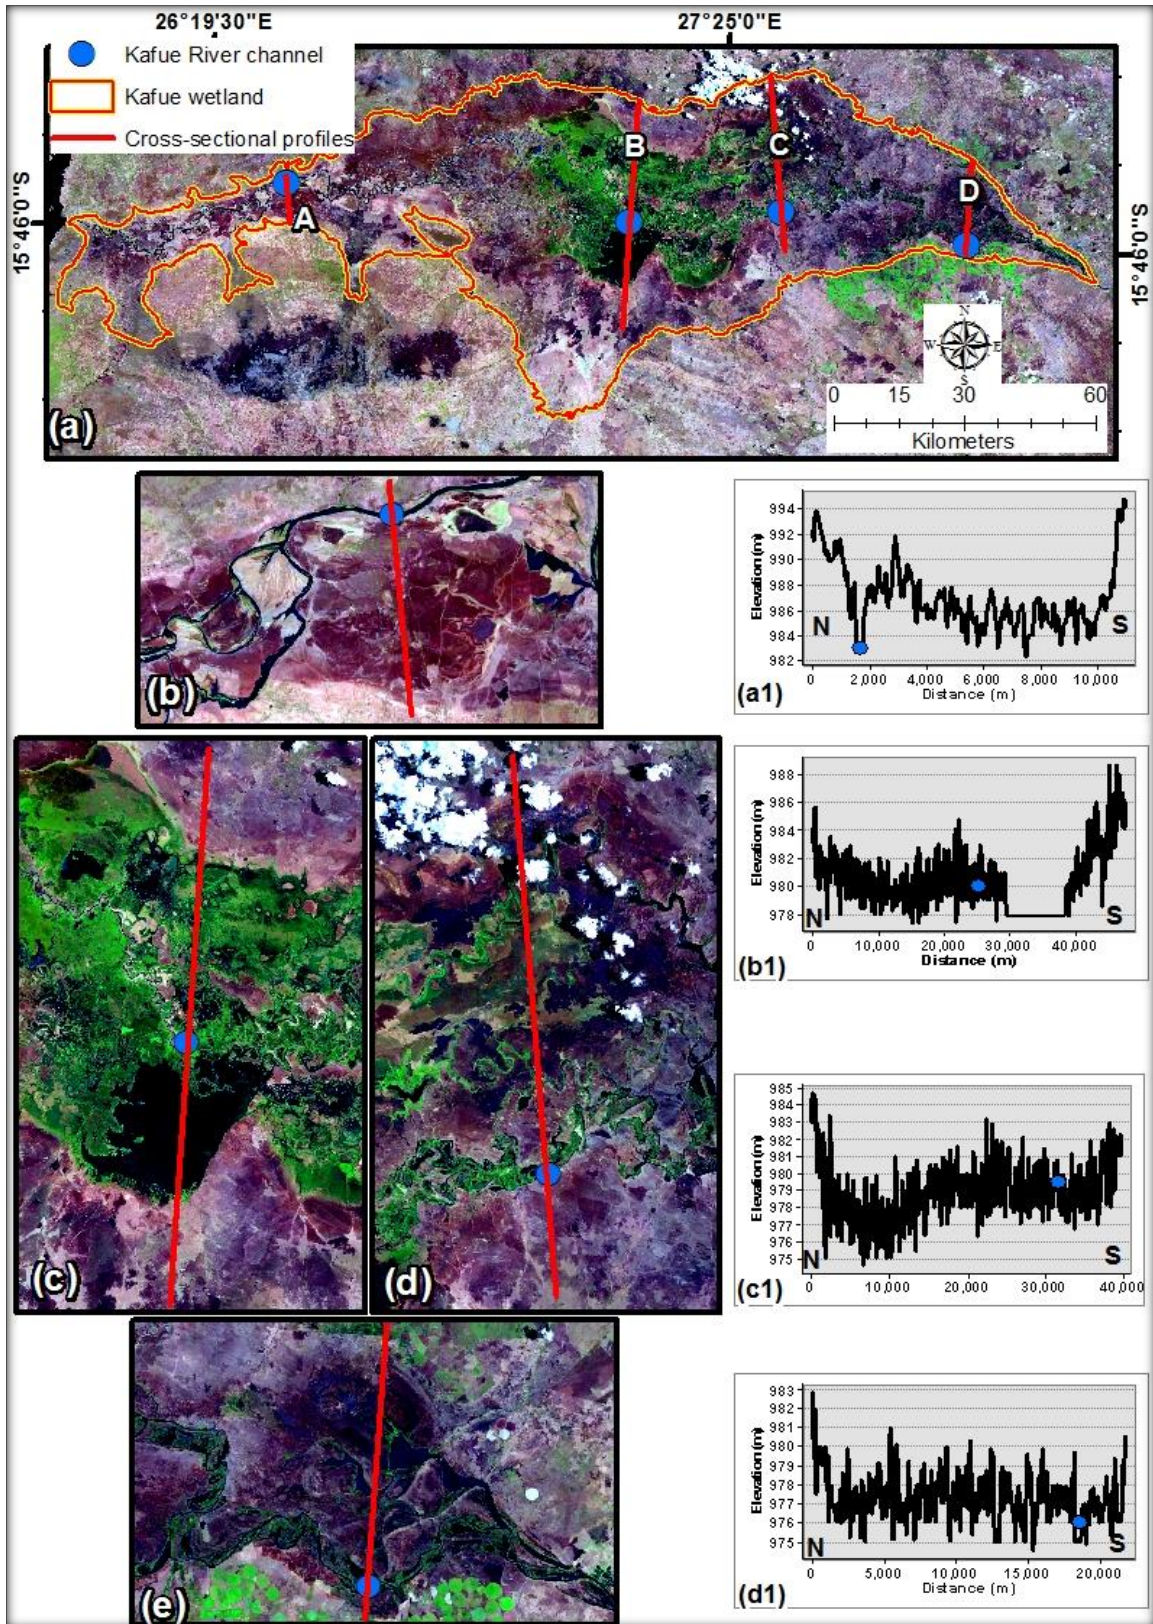 26°19'30"E
27°25'0"E
Kafue River channel
Kafue wetland
Cross-sectional profiles
15°46'0"S
15°46'0"S
A
B
C
D
N
W
E
S
0 15 30 60
Kilometers
(a)
(b)
994
992
990
988
986
984
982
Elevation (m)
N
S
0 2,000 4,000 6,000 8,000 10,000
Distance (m)
(a1)
(c)
(d)
988
986
984
982
980
978
Elevation (m)
N
S
0 10,000 20,000 30,000 40,000
Distance (m)
(b1)
985
984
983
982
981
980
979
978
977
976
975
Elevation (m)
N
S
0 10,000 20,000 30,000 40,000
(c1)
(e)
983
982
981
980
979
978
977
976
975
Elevation (m)
N
S
0 5,000 10,000 15,000 20,000
Distance (m)
(d1)